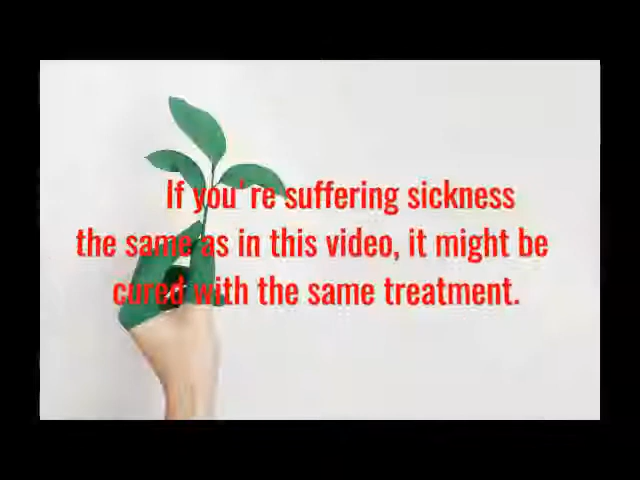 If you're suffering sickness
the same as in this video, it might be
cured with the same treatment.